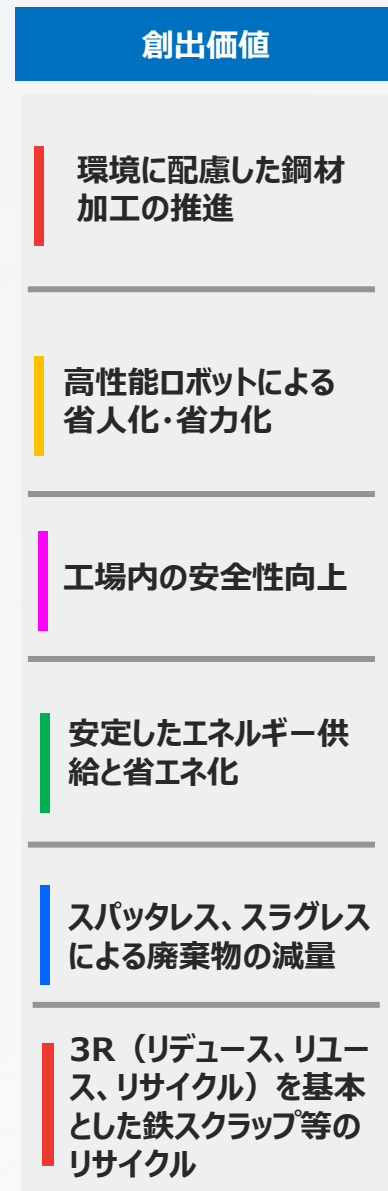 創出価値
環境に配慮した鋼材
加工の推進
高性能ロボットによる
省人化・省力化
工場内の安全性向上
安定したエネルギー供
給と省エネ化
スパッタレス、スラグレス
による廃棄物の減量
3R（リデュース、リユー
ス、リサイクル）を基本
とした鉄スクラップ等の
リサイクル